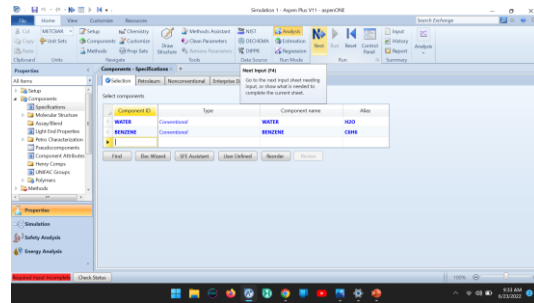 Simulation 1 - Aspen Plus V12 - aspenONE
File Home View Customize Resources
Search Exchange
Cut METCBAR Setup Na+ Chemistry Methods Assistant NIST Analysis Input
Copy Unit Sets Components Customize Draw Structure Clean Parameters DECHEMA Estimation Next Run Reset Control Panel History Analysis
Paste Methods Prop Sets Retrieve Parameters DIPPR Regression Report
Clipboard Units Navigate Tools Data Source Run Mode Run Summary
Properties
Components - Specifications
Next Input (F4)
Go to the next input sheet needing
input, or show what is needed to
complete the current sheet.
All Items
Selection Petroleum Nonconventional Enterprise D
Setup
Components
Specifications
Molecular Structure
Assay/Blend
Light End Properties
Petro Characterization
Pseudocomponents
Component Attributes
Henry Comps
UNIFAC Groups
Polymers
Methods
Select components
Component ID Type Component name Alias
WATER Conventional WATER H2O
BENZENE Conventional BENZENE C6H6
Find Elec Wizard SFE Assistant User Defined Reorder Review
Properties
Simulation
Safety Analysis
Energy Analysis
Required Input Incomplete Check Status
100%
9:33 AM
6/23/2022